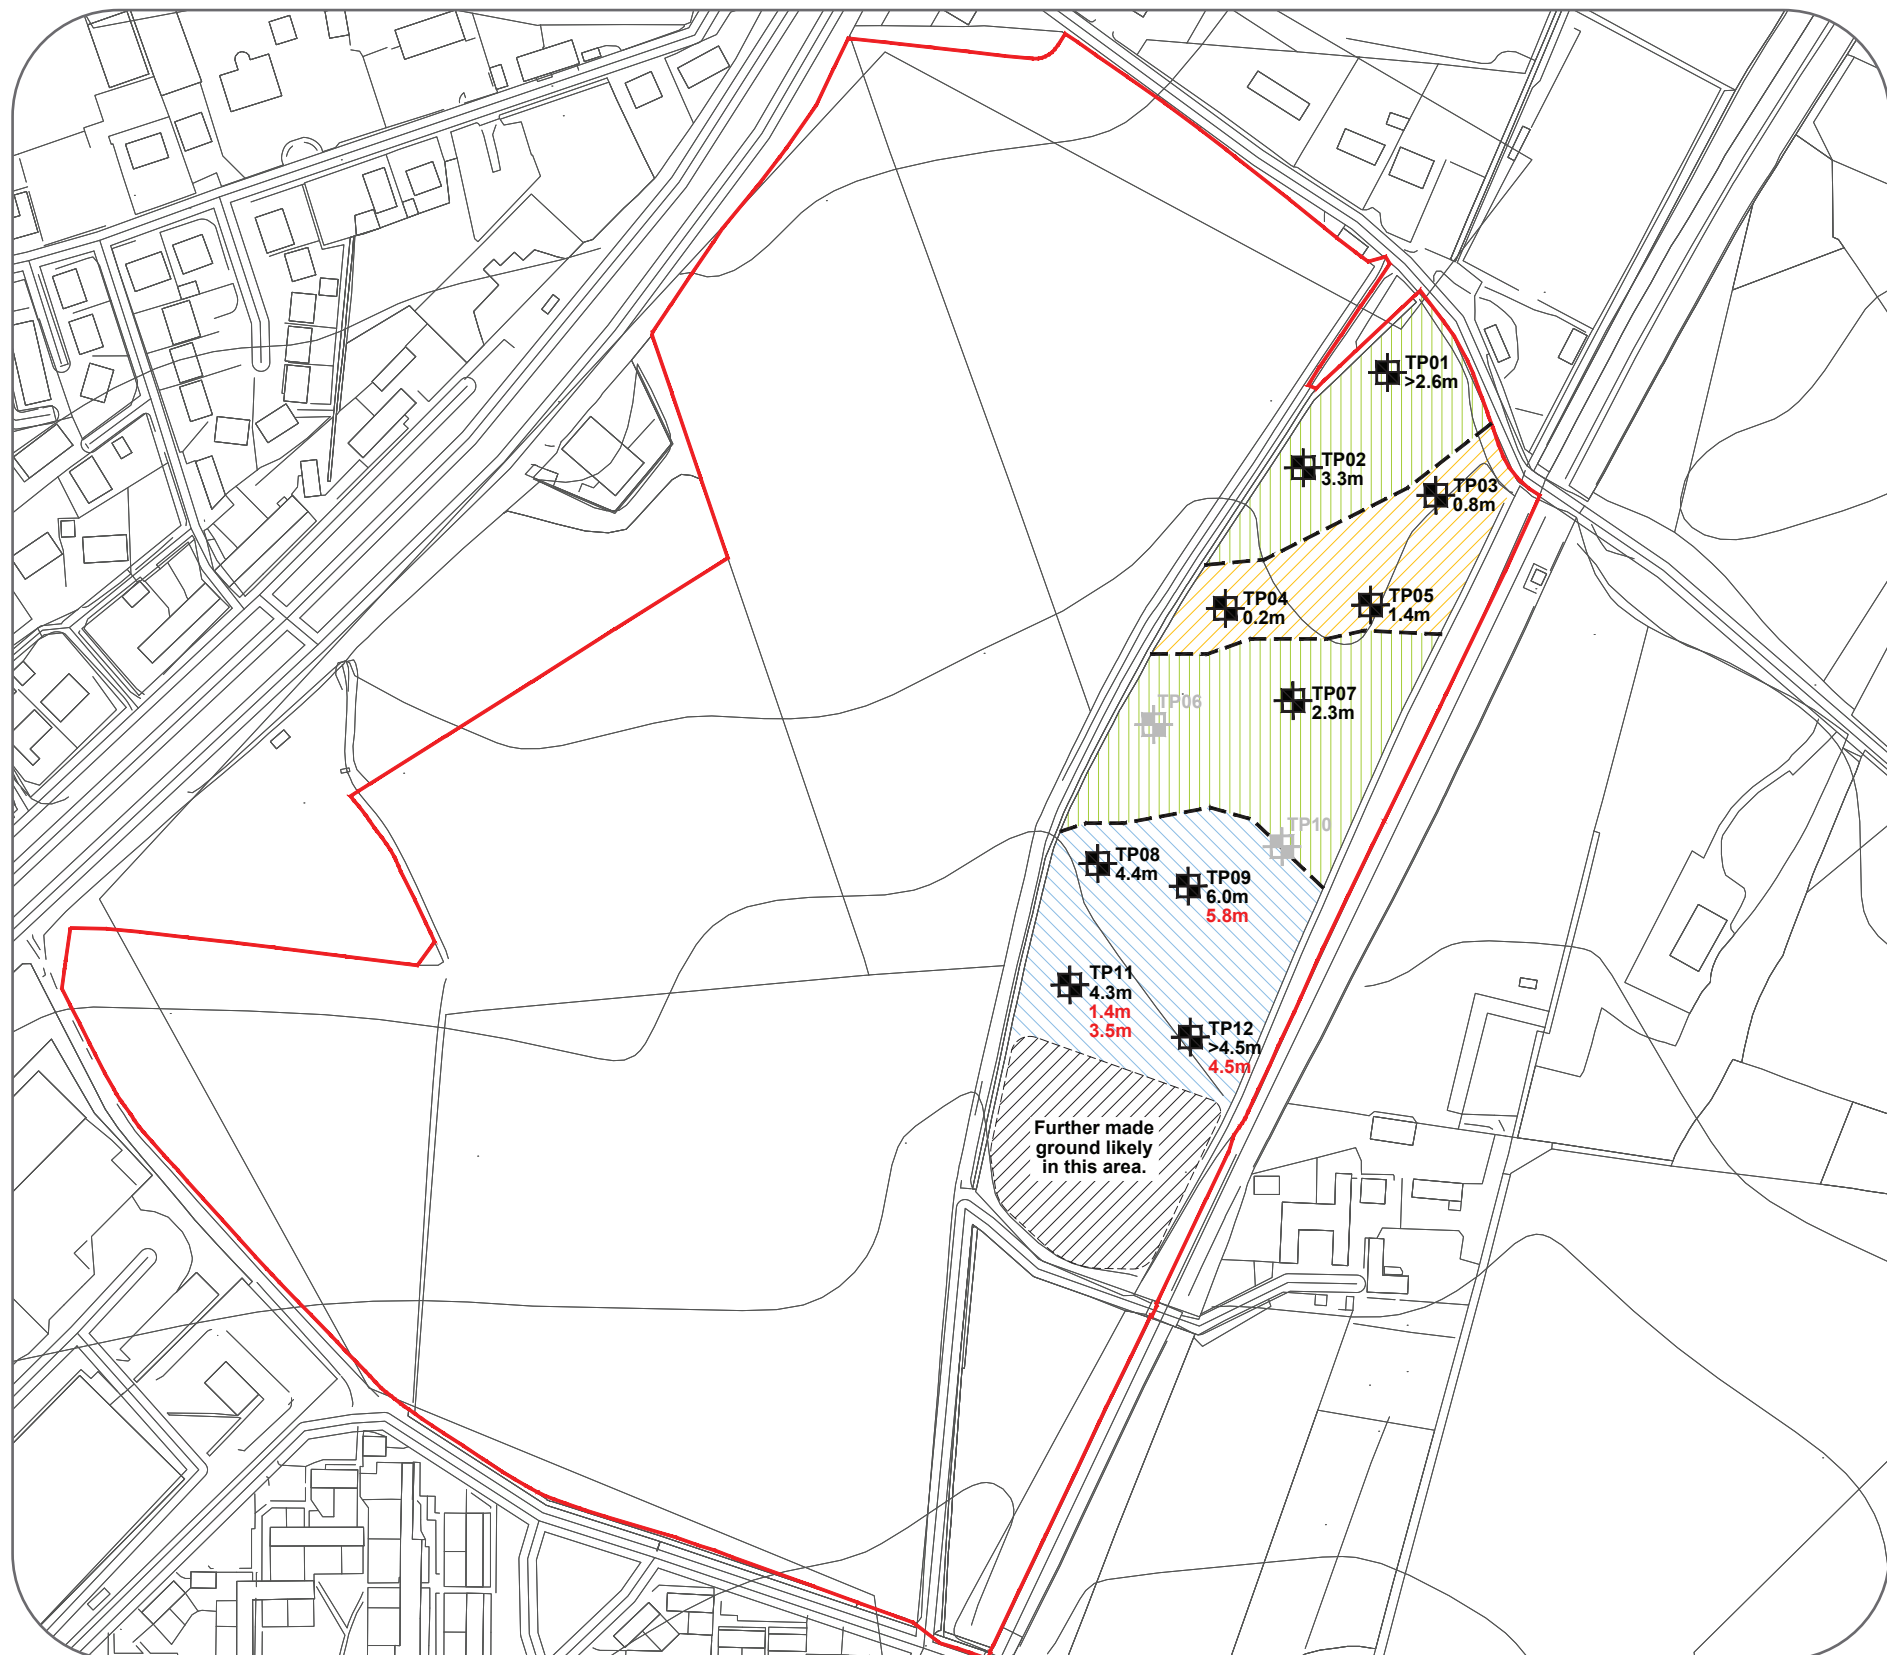 TP01
>2.6m
TP02
3.3m
TP03
0.8m
TP04
0.2m
TP05
1.4m
TP06
TP07
2.3m
TP10
TP08
4.4m
TP09
6.0m
5.8m
TP11
4.3m
1.4m
3.5m
TP12
>4.5m
4.5m
Further made
ground likely
in this area.